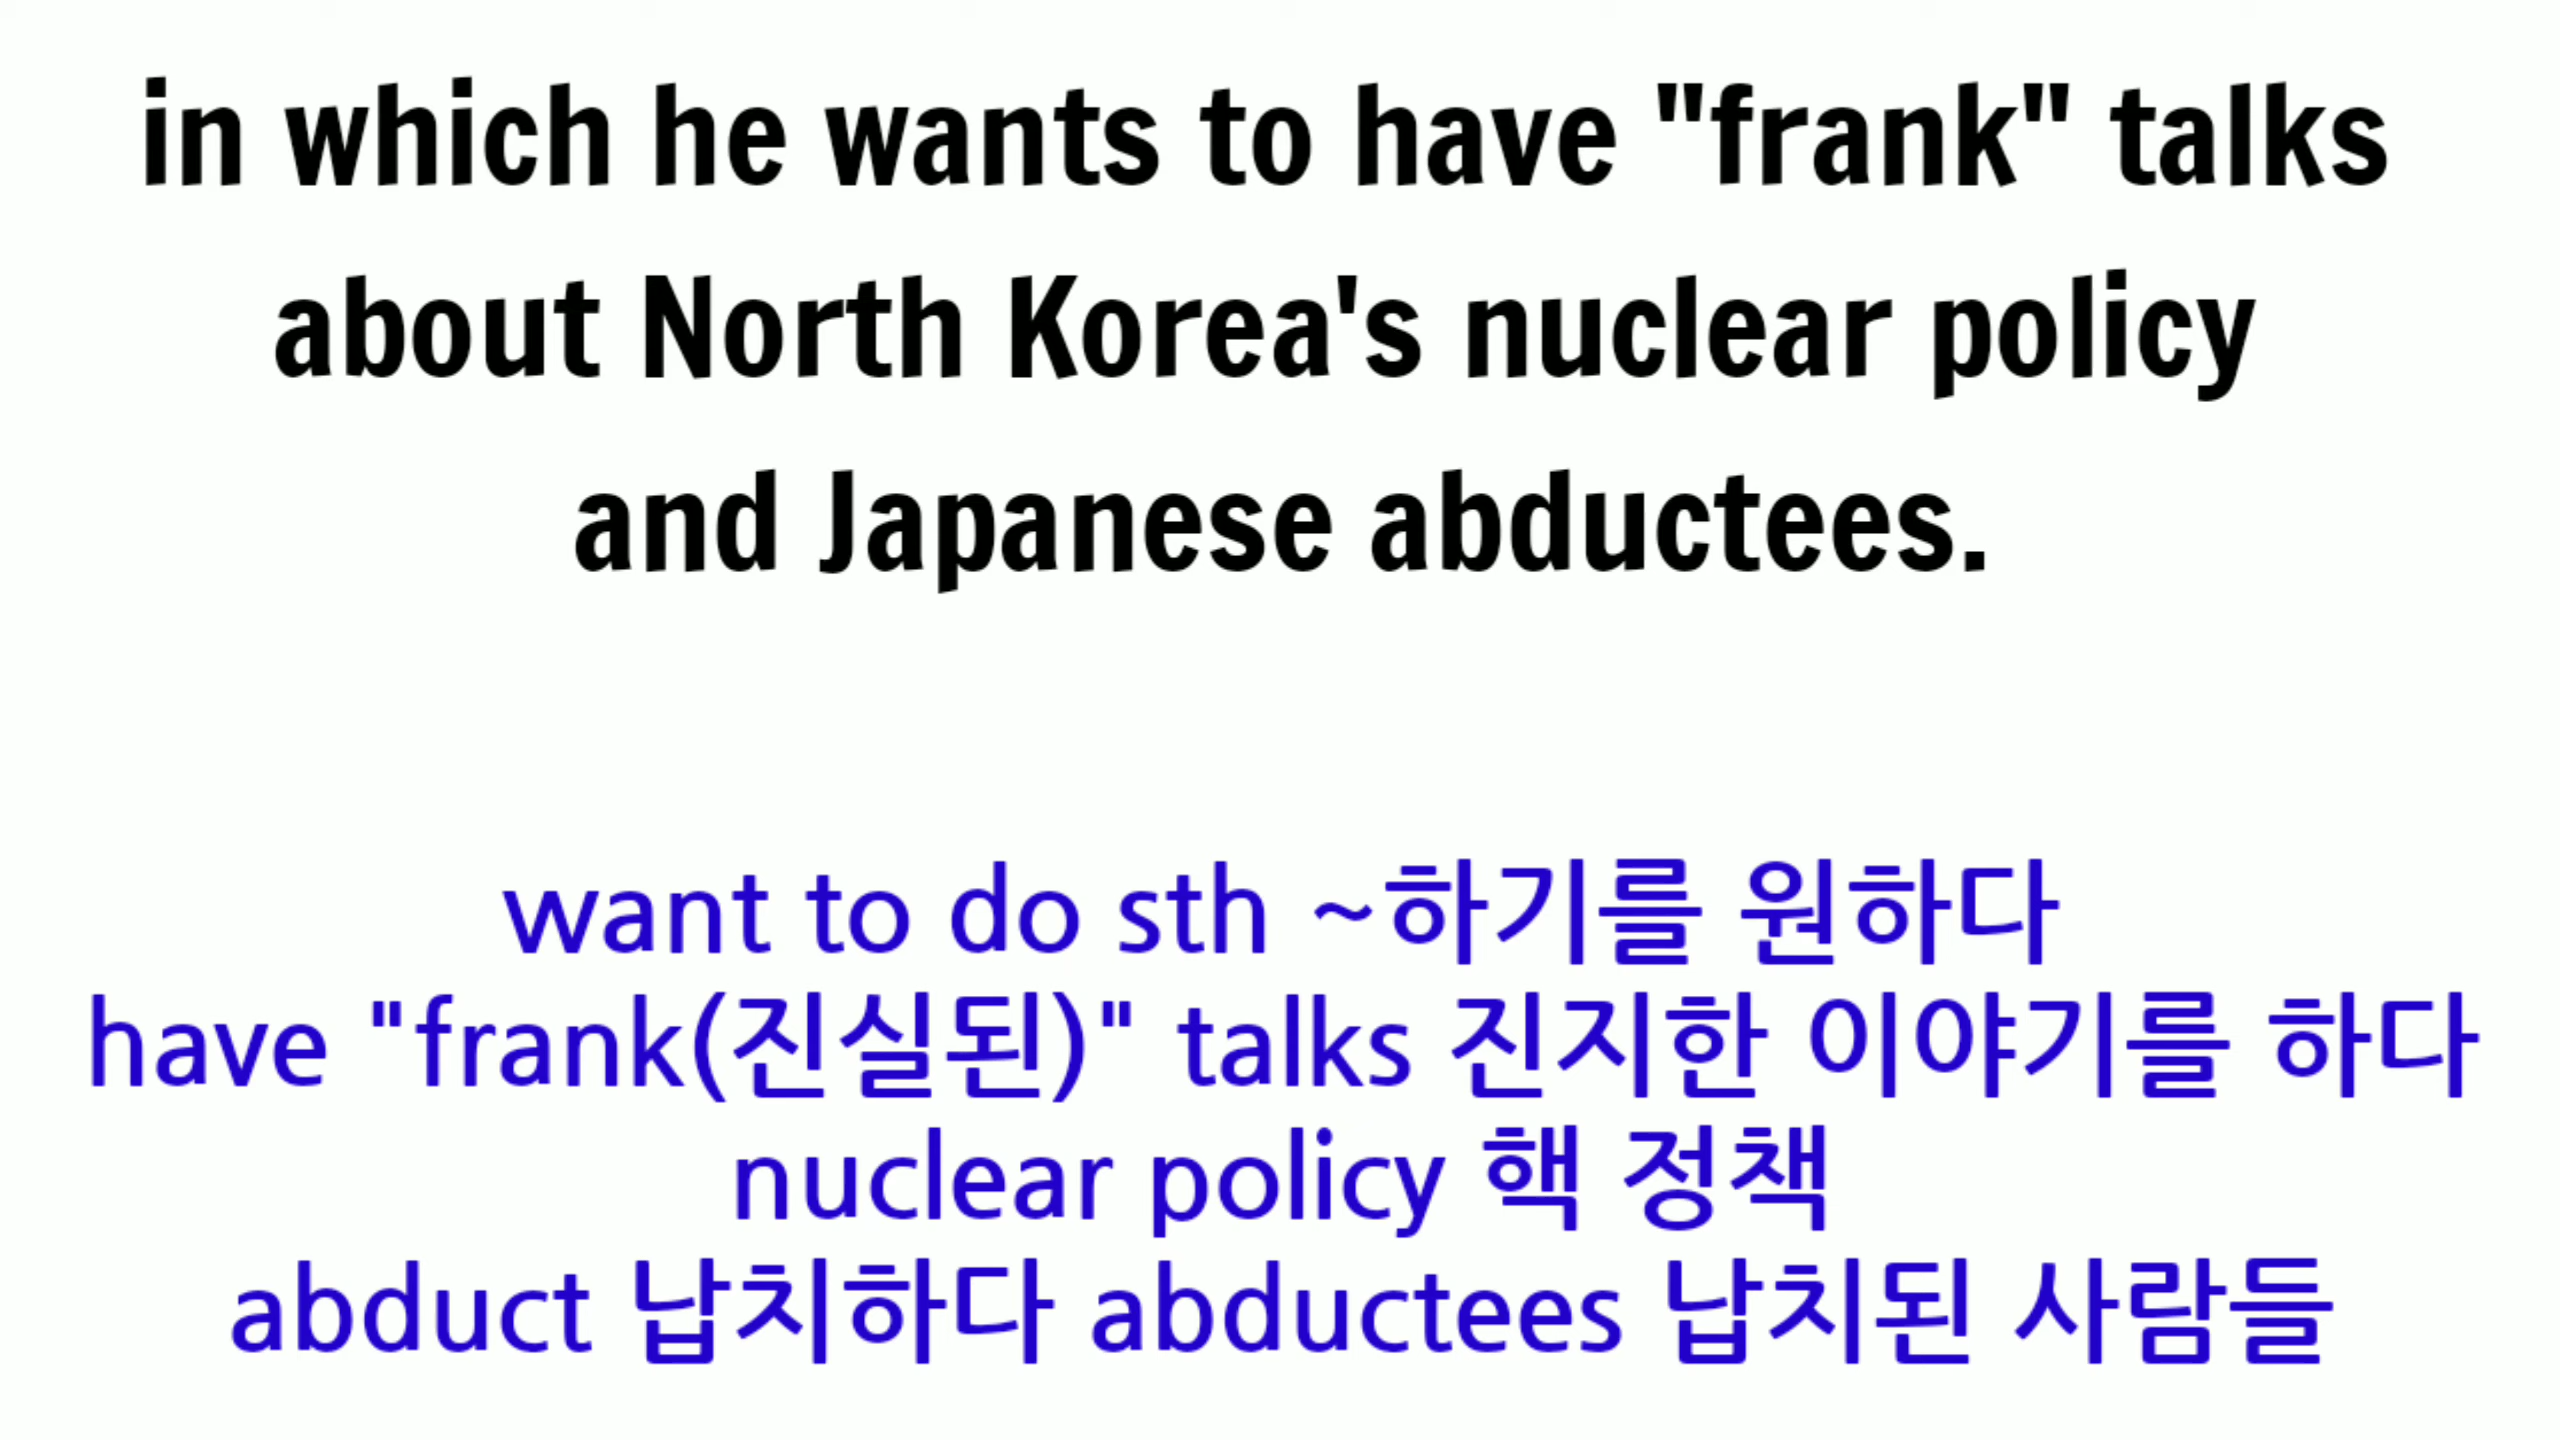 in which he wants to have "frank" talks
about North Korea's nuclear policy
and Japanese abductees.
want to do sth ~하기를 원하다
have "frank(진실된)" talks 진지한 이야기를 하다
nuclear policy 핵 정책
abduct 납치하다 abductees 납치된 사람들